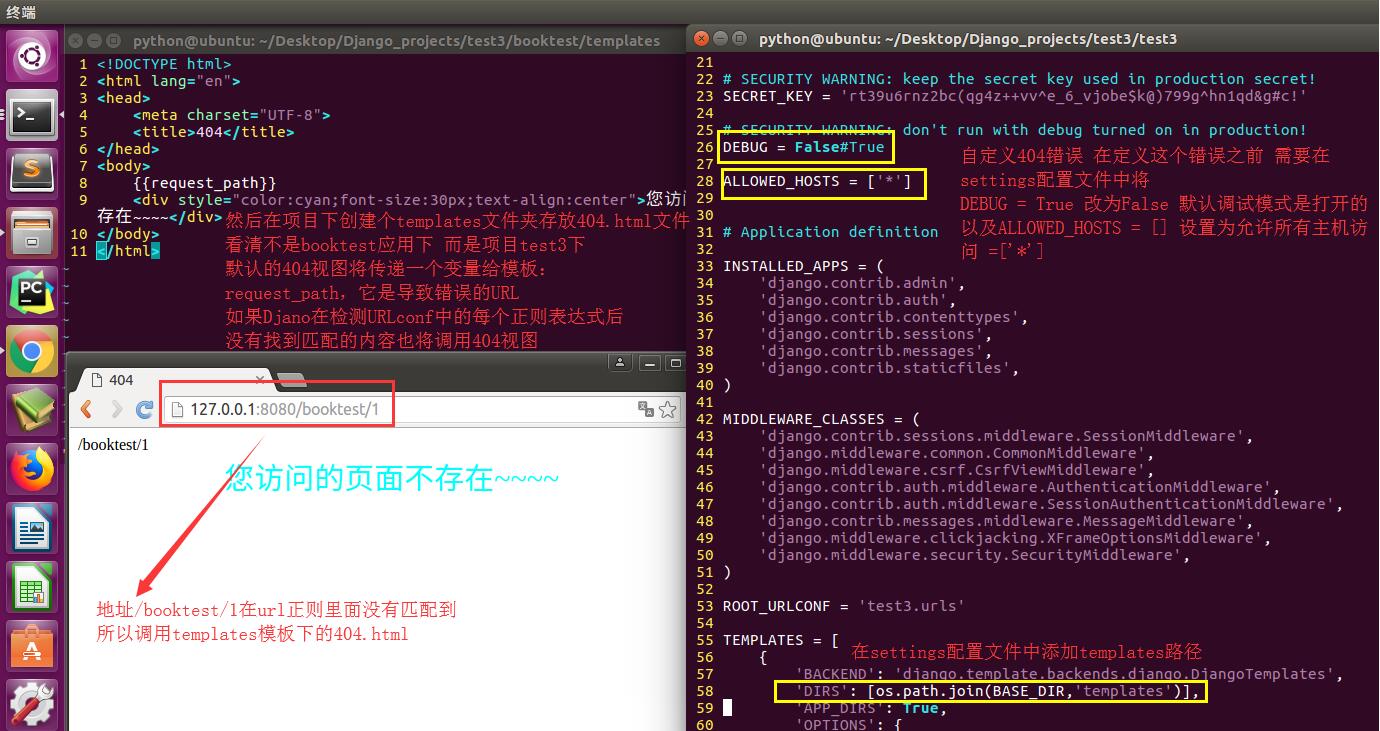 终端
python@ubuntu: ~/Desktop/Django_projects/test3/booktest/templates
1 <!DOCTYPE html>
2 <html lang="en">
3 <head>
4     <meta charset="UTF-8">
5     <title>404</title>
6 </head>
7 <body>
8     {{request_path}}
9     <div style="color:cyan;font-size:30px;text-align:center">您访问
存在~~~~</div>
10 </body>
11 </html>
~
~
~
~
~
然后在项目下创建个templates文件夹存放404.html文件
看清不是booktest应用下 而是项目test3下
默认的404视图将传递一个变量给模板：
request_path，它是导致错误的URL
如果Djano在检测URLconf中的每个正则表达式后
没有找到匹配的内容也将调用404视图
404
127.0.0.1:8080/booktest/1
/booktest/1
您访问的页面不存在~~~~
地址/booktest/1在url正则里面没有匹配到
所以调用templates模板下的404.html
python@ubuntu: ~/Desktop/Django_projects/test3/test3
21
22 # SECURITY WARNING: keep the secret key used in production secret!
23 SECRET_KEY = 'rt39u6rnz2bc(qg4z++vv^e_6_vjobe$k@)799g^hn1qd&g#c!'
24
25 # SECURITY WARNING: don't run with debug turned on in production!
26 DEBUG = False#True
27
28 ALLOWED_HOSTS = ['*']
29
30
31 # Application definition
32
33 INSTALLED_APPS = (
34     'django.contrib.admin',
35     'django.contrib.auth',
36     'django.contrib.contenttypes',
37     'django.contrib.sessions',
38     'django.contrib.messages',
39     'django.contrib.staticfiles',
40 )
41
42 MIDDLEWARE_CLASSES = (
43     'django.contrib.sessions.middleware.SessionMiddleware',
44     'django.middleware.common.CommonMiddleware',
45     'django.middleware.csrf.CsrfViewMiddleware',
46     'django.contrib.auth.middleware.AuthenticationMiddleware',
47     'django.contrib.auth.middleware.SessionAuthenticationMiddleware',
48     'django.contrib.messages.middleware.MessageMiddleware',
49     'django.middleware.clickjacking.XFrameOptionsMiddleware',
50     'django.middleware.security.SecurityMiddleware',
51 )
52
53 ROOT_URLCONF = 'test3.urls'
54
55 TEMPLATES = [
56     {
57         'BACKEND': 'django.template.backends.django.DjangoTemplates',
58         'DIRS': [os.path.join(BASE_DIR,'templates')],
59         'APP_DIRS': True,
60         'OPTIONS': {
自定义404错误 在定义这个错误之前 需要在
settings配置文件中将
DEBUG = True 改为False 默认调试模式是打开的
以及ALLOWED_HOSTS = [] 设置为允许所有主机访
问 =['*']
在settings配置文件中添加templates路径